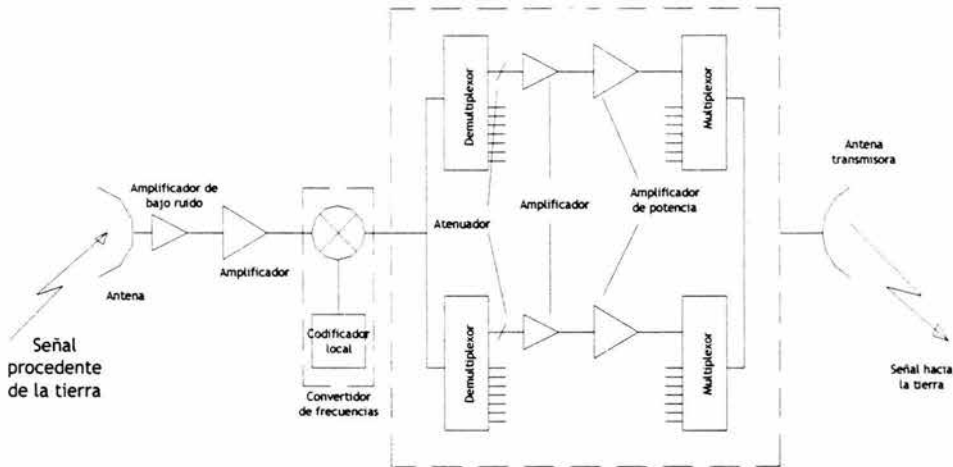 Demultiplexor
Multiplexor
Antena
transmisora
Amplificador de
bajo ruido
Amplificador
de potencia
Amplificador
Atenuador
Amplificador
Antena
Codificador
local
Señal
procedente
de la tierra
Convertidor
de frecuencias
Demultiplexor
Multiplexor
Señal hacia
la tierra